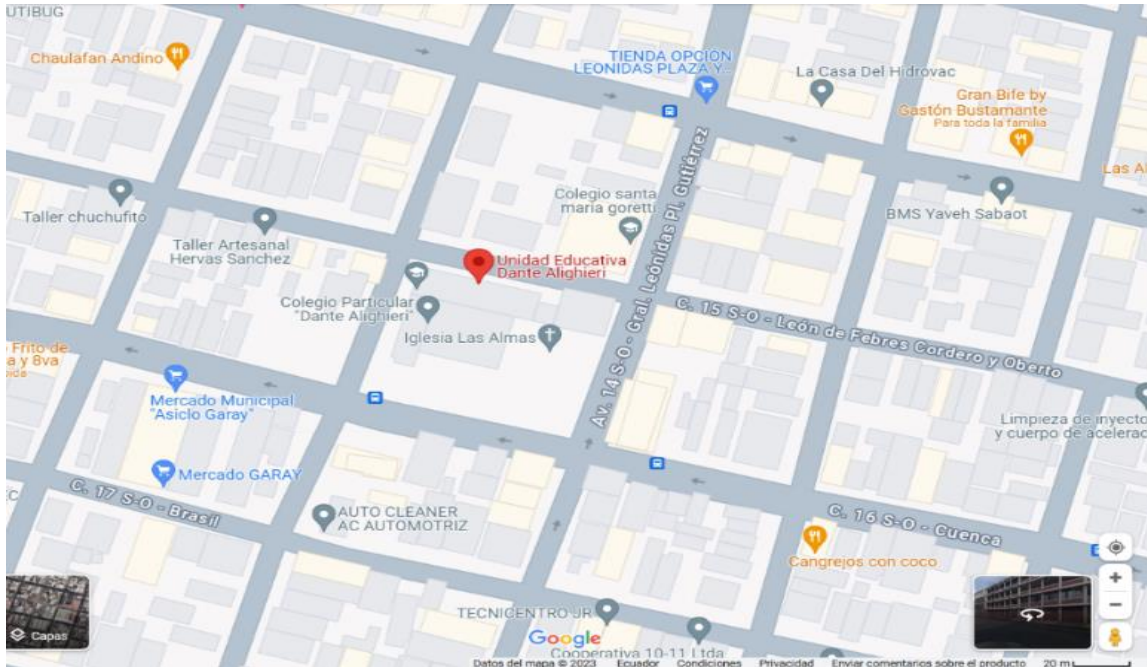 UTIBUG
Chaulafan Andino
TIENDA OPCIÓN
LEONIDAS PLAZA Y...
La Casa Del Hidrovac
Gran Bife by
Gastón Bustamante
Para toda la familia
Las Al
Colegio santa
maria goretti
BMS Yaveh Sabaot
Taller chuchufito
Taller Artesanal
Hervas Sanchez
Unidad Educativa
Dante Alighieri
Colegio Particular
"Dante Alighieri"
Iglesia Las Almas
Av. 14 S-O - Gral. Leónidas Pl. Gutiérrez
C. 15 S-O - León de Febres Cordero y Oberto
Frito de
a y 8va
Mercado Municipal
"Asiclo Garay"
Limpieza de inyecto
y cuerpo de acelerac
Mercado GARAY
C. 17 S-O - Brasil
AUTO CLEANER
AC AUTOMOTRIZ
C. 16 S-O - Cuenca
Cangrejos con coco
TECNICENTRO JR
Capas
Google
Cooperativa 10-11 Ltda
Datos del mapa © 2023 Ecuador Condiciones Privacidad Enviar comentarios sobre el producto 20 m